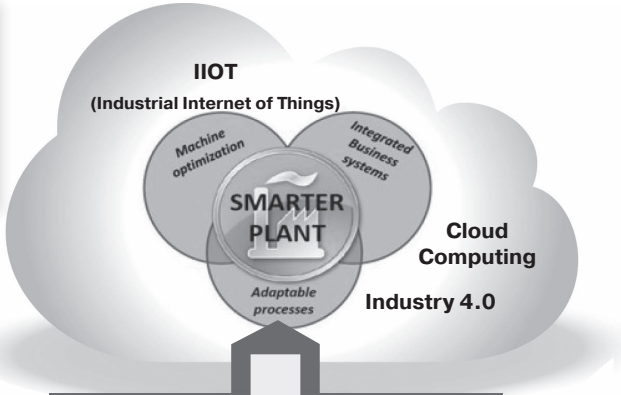 IIOT
(Industrial Internet of Things)
Machine
optimization
Integrated
Business
systems
SMARTER
PLANT
Cloud
Computing
Adaptable
processes
Industry 4.0